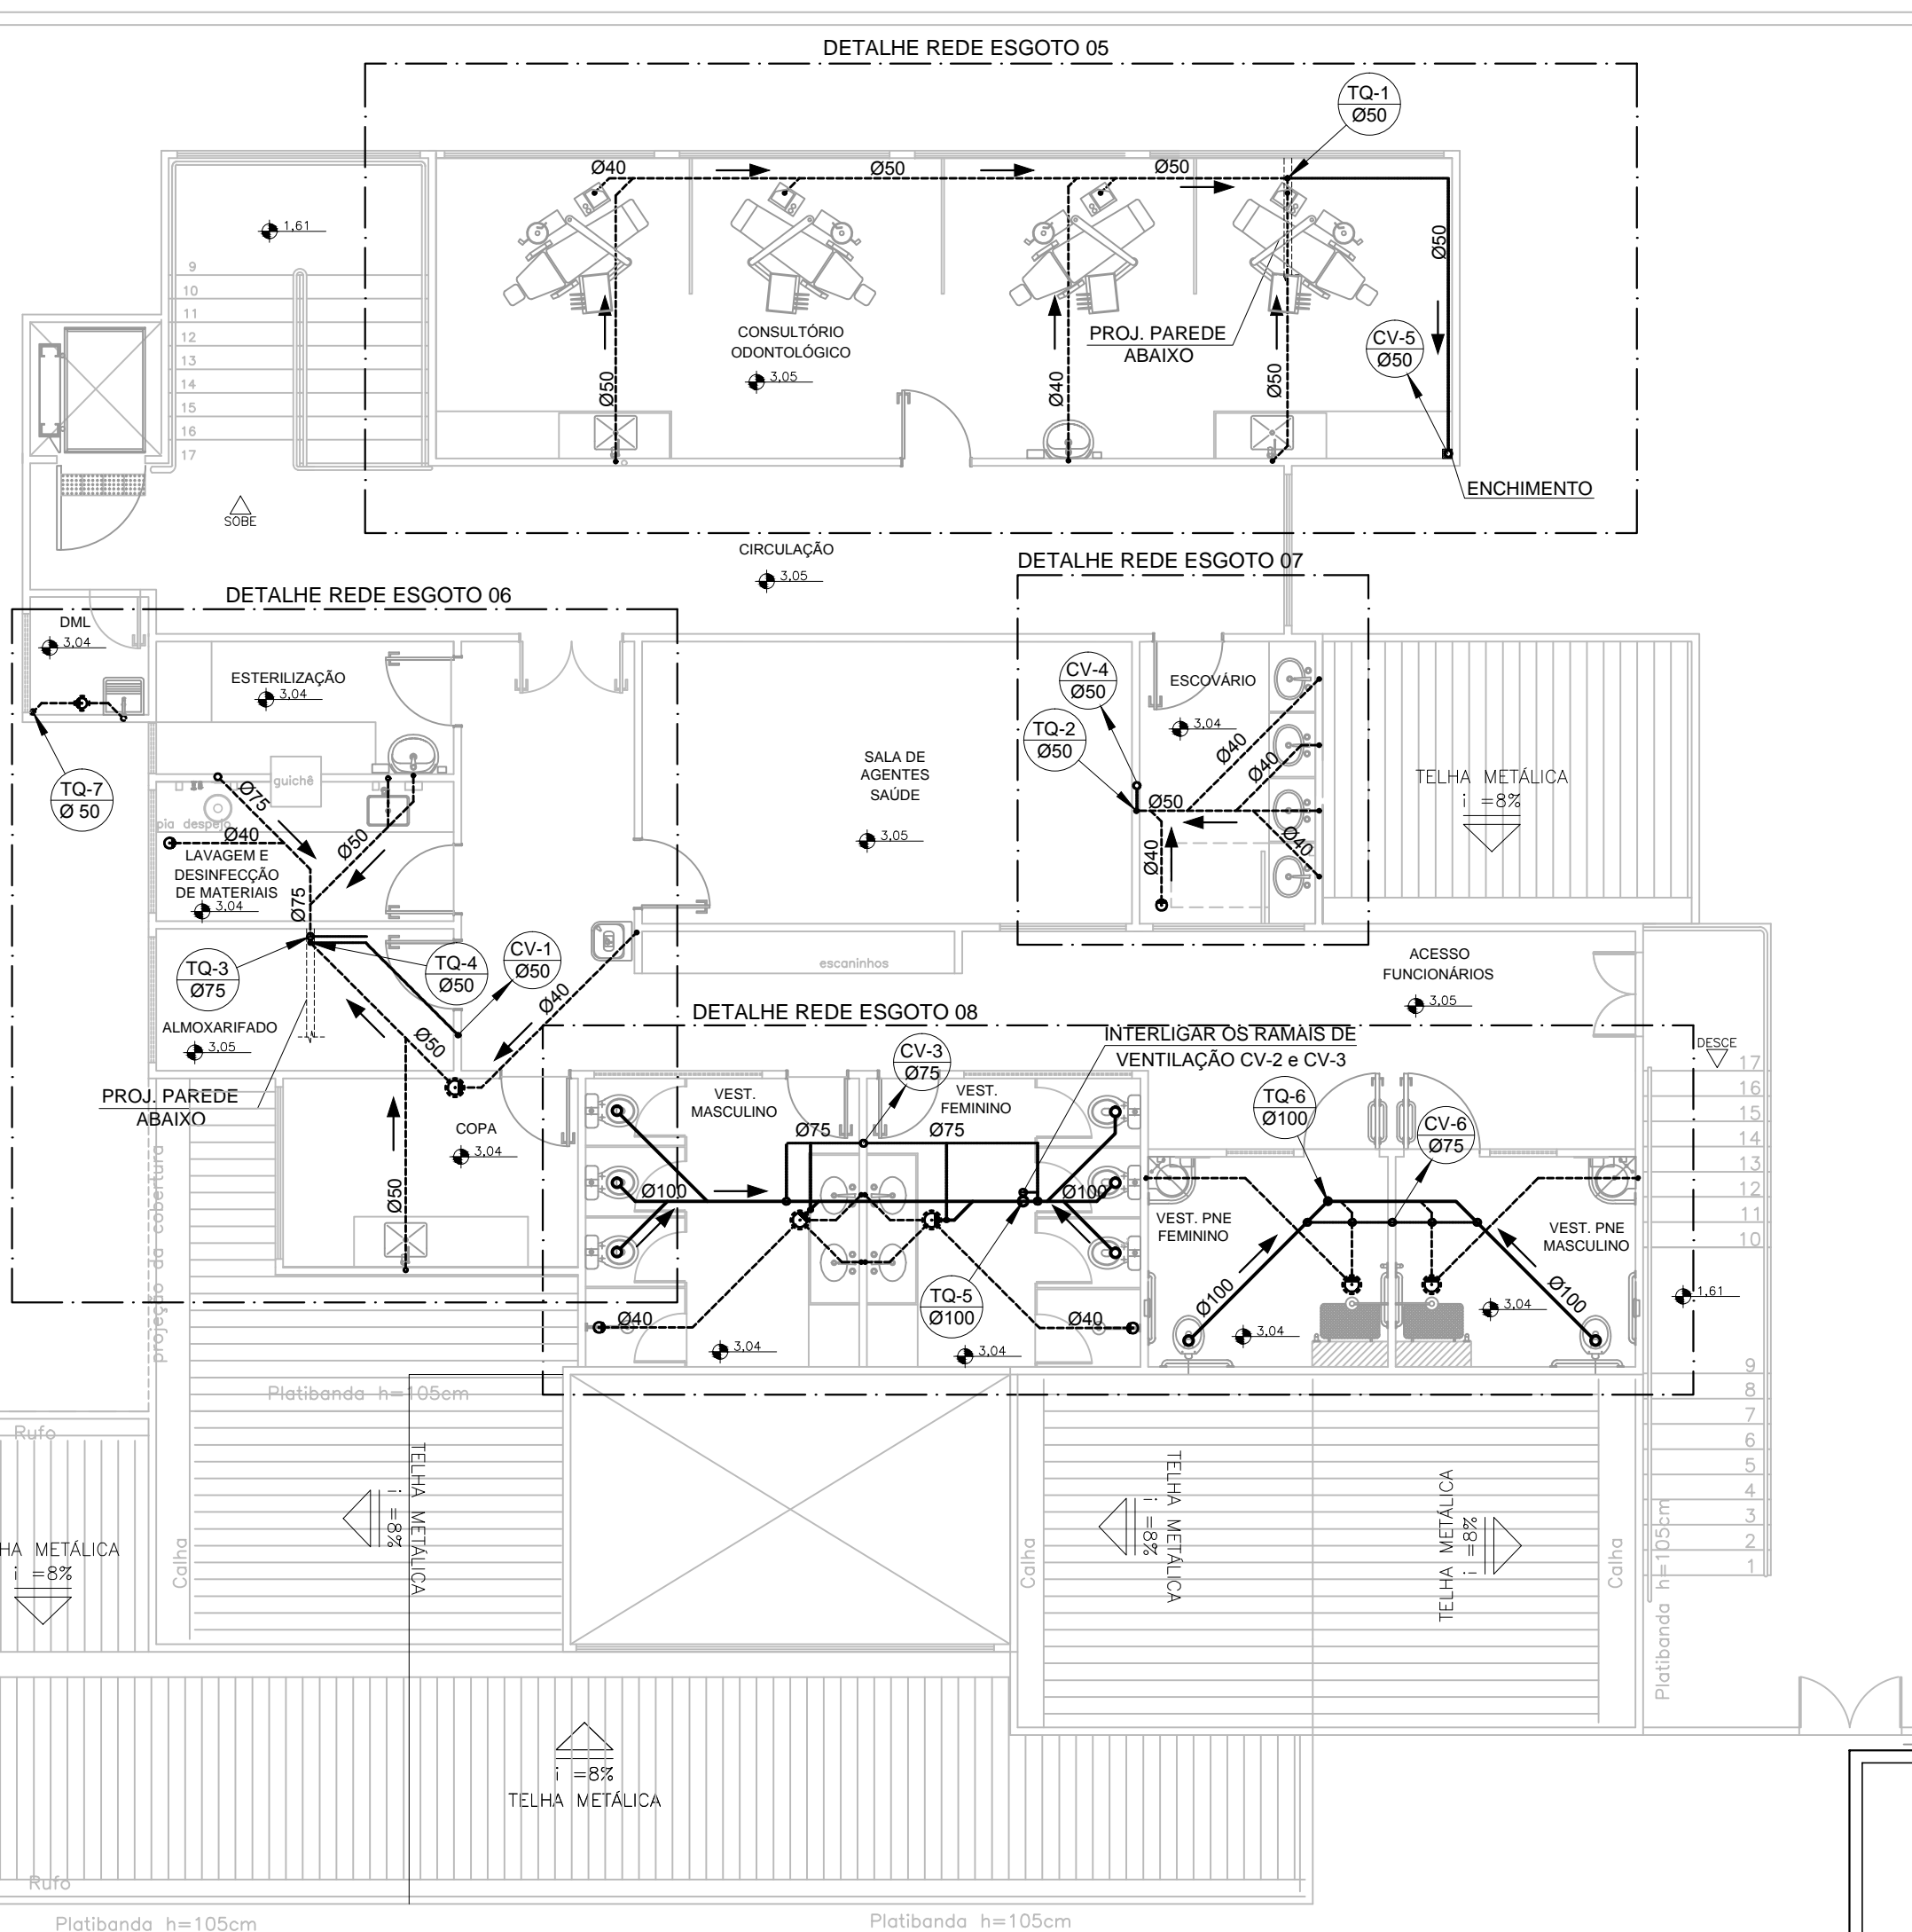 DETALHE REDE ESGOTO 05
TQ-1
Ø50
Ø40
Ø50
Ø50
1,61
Ø50
9
10
11
12
13
14
15
16
17
CONSULTÓRIO
ODONTOLÓGICO
3,05
PROJ. PAREDE
ABAIXO
CV-5
Ø50
Ø50
Ø40
Ø50
ENCHIMENTO
SOBE
CIRCULAÇÃO
3,05
DETALHE REDE ESGOTO 07
DETALHE REDE ESGOTO 06
DML
3,04
ESTERILIZAÇÃO
3,04
CV-4
Ø50
ESCOVÁRIO
3,04
TQ-2
Ø50
Ø40
Ø40
Ø50
Ø40
Ø40
SALA DE
AGENTES
SAÚDE
3,05
TELHA METÁLICA
i =8%
TQ-7
Ø 50
guichê
Ø75
pia despejo
Ø40
Ø50
LAVAGEM E
DESINFECÇÃO
DE MATERIAIS
3,04
Ø75
TQ-3
Ø75
TQ-4
Ø50
CV-1
Ø50
escaninhos
ACESSO
FUNCIONÁRIOS
3,05
Ø40
ALMOXARIFADO
3,05
Ø50
DETALHE REDE ESGOTO 08
INTERLIGAR OS RAMAIS DE
VENTILAÇÃO CV-2 e CV-3
CV-3
Ø75
DESCE
17
16
15
14
13
12
11
10
PROJ. PAREDE
ABAIXO
COPA
3,04
VEST.
MASCULINO
VEST.
FEMININO
Ø75
Ø75
TQ-6
Ø100
CV-6
Ø75
projeção da cobertura
Ø50
Ø100
Ø100
VEST. PNE
FEMININO
VEST. PNE
MASCULINO
TQ-5
Ø100
Ø100
Ø100
1,61
Ø40
Ø40
3,04
3,04
3,04
3,04
9
8
7
6
5
4
3
2
1
Platibanda h=105cm
Rufo
TELHA METÁLICA
i =8%
TELHA METÁLICA
i =8%
TELHA METÁLICA
i =8%
HA METÁLICA
i =8%
Calha
Calha
Calha
Platibanda h=105cm
i =8%
TELHA METÁLICA
Rufo
Platibanda h=105cm
Platibanda h=105cm